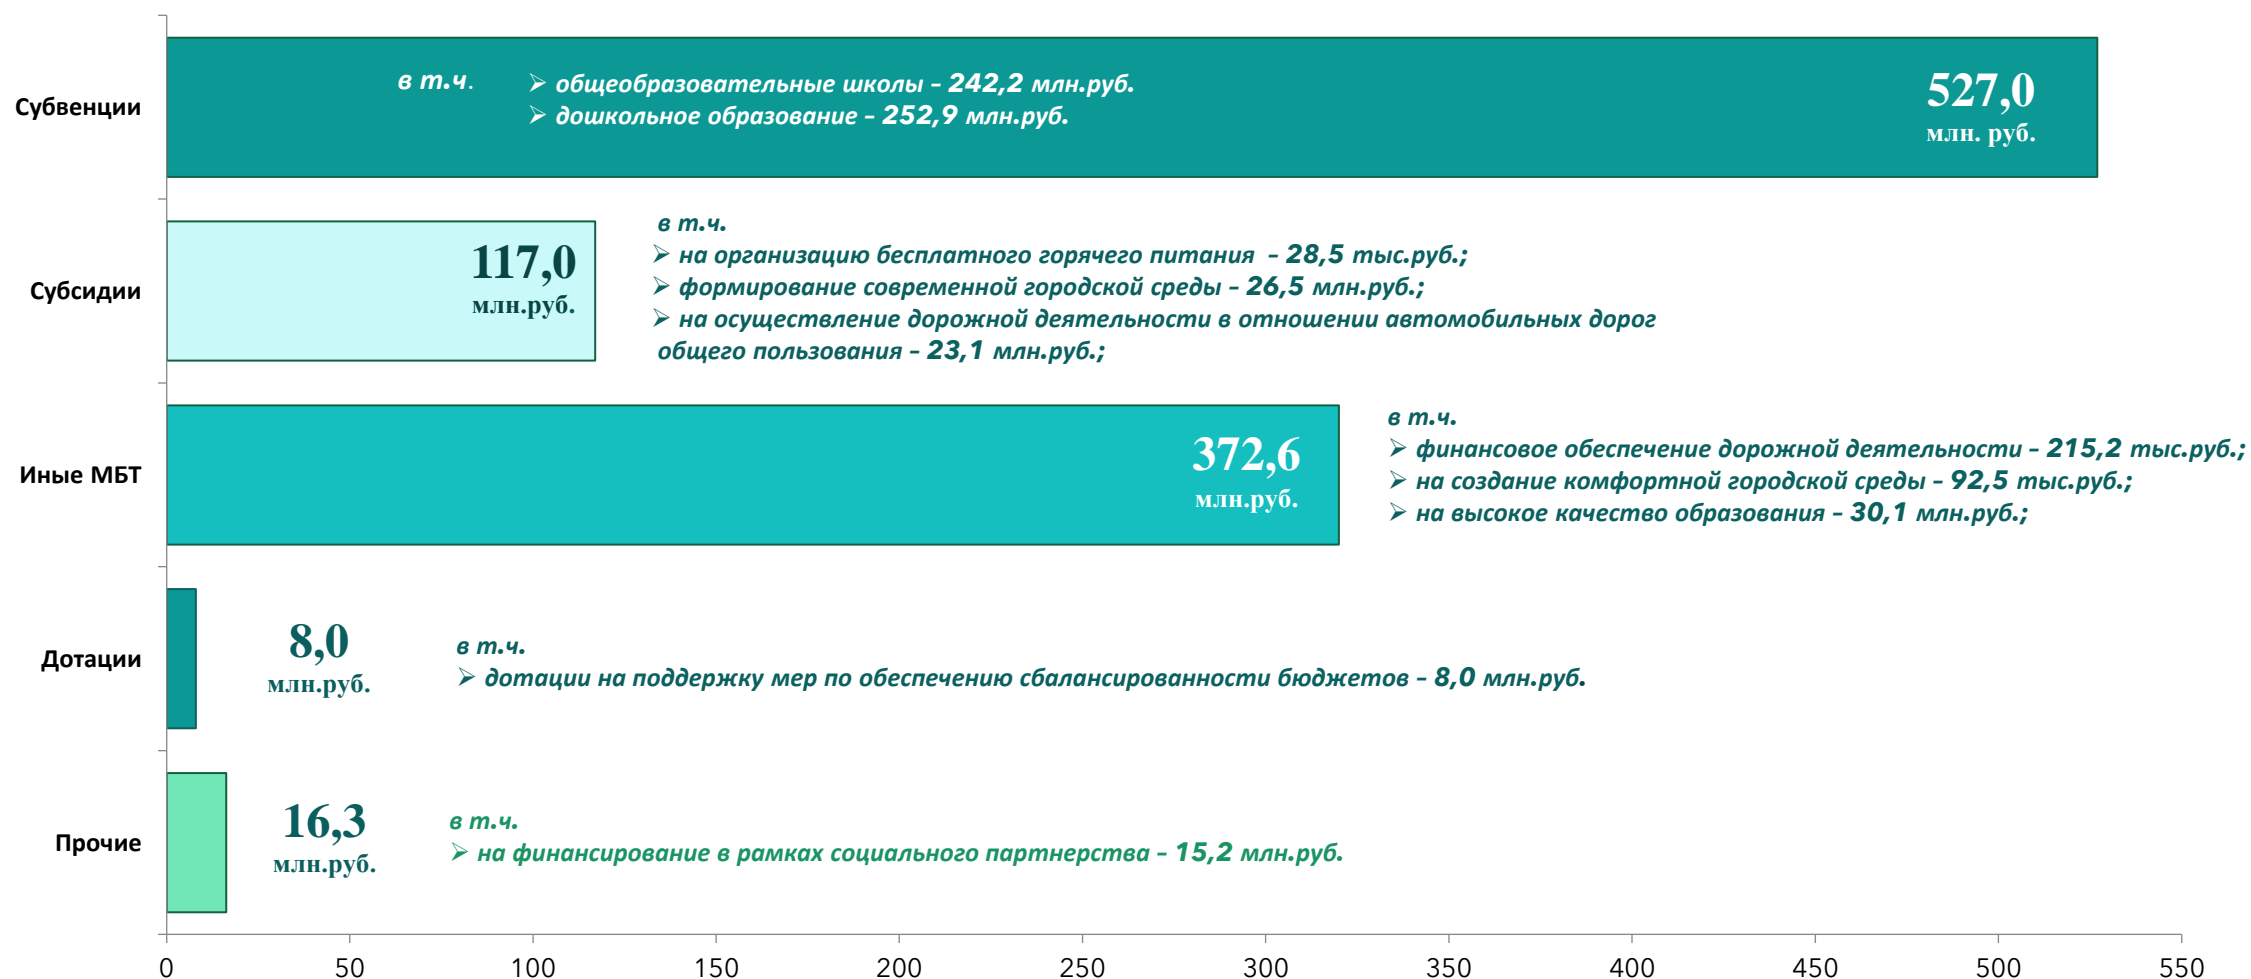 Субвенции
в т.ч.
➢ общеобразовательные школы – 242,2 млн.руб.
➢ дошкольное образование – 252,9 млн.руб.
527,0
млн. руб.
Субсидии
117,0
млн.руб.
в т.ч.
➢ на организацию бесплатного горячего питания – 28,5 тыс.руб.;
➢ формирование современной городской среды – 26,5 млн.руб.;
➢ на осуществление дорожной деятельности в отношении автомобильных дорог
общего пользования – 23,1 млн.руб.;
Иные МБТ
372,6
млн.руб.
в т.ч.
➢ финансовое обеспечение дорожной деятельности – 215,2 тыс.руб.;
➢ на создание комфортной городской среды – 92,5 тыс.руб.;
➢ на высокое качество образования – 30,1 млн.руб.;
Дотации
8,0
млн.руб.
в т.ч.
➢ дотации на поддержку мер по обеспечению сбалансированности бюджетов – 8,0 млн.руб.
Прочие
16,3
млн.руб.
в т.ч.
➢ на финансирование в рамках социального партнерства – 15,2 млн.руб.
0 50 100 150 200 250 300 350 400 450 500 550